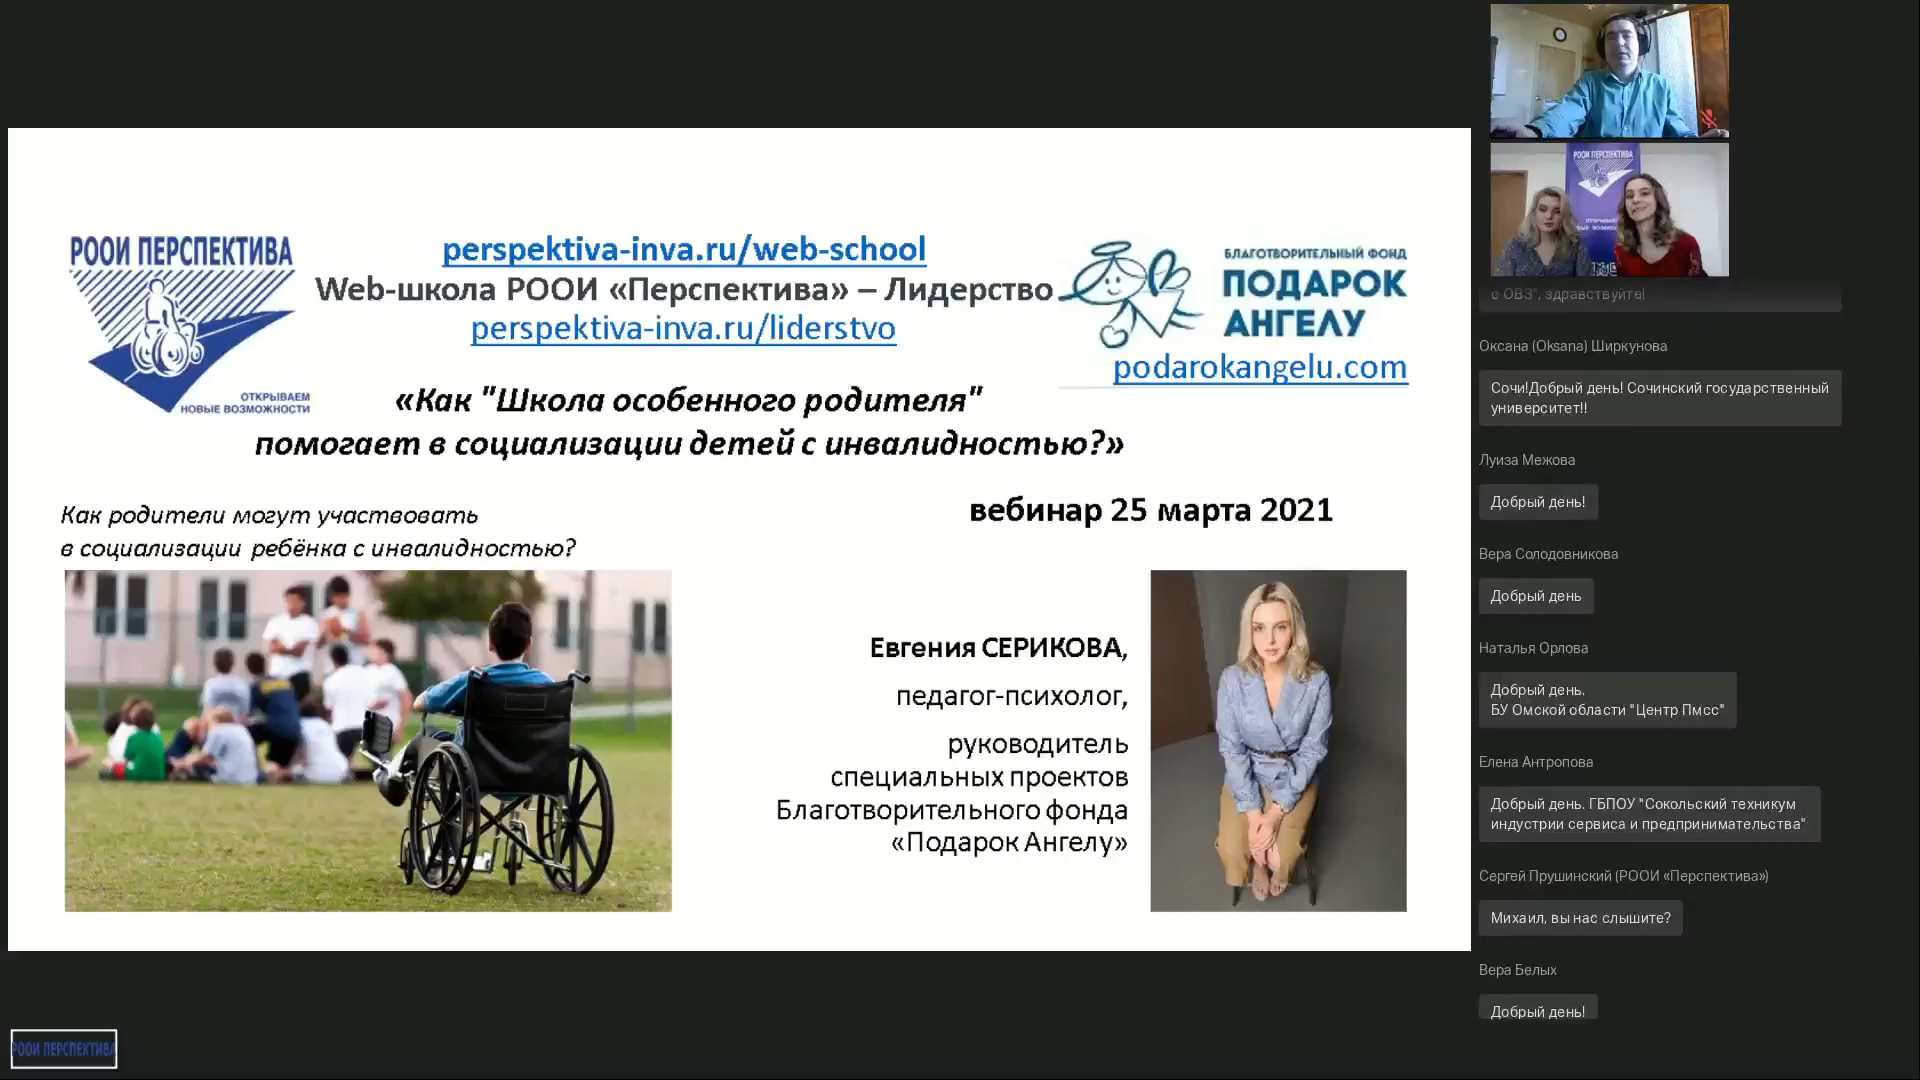 РООИ ПЕРСПЕКТИВА
ОТКРЫВАЕМ
НОВЫЕ ВОЗМОЖНОСТИ
perspektiva-inva.ru/web-school
Web-школа РООИ «Перспектива» – Лидерство
perspektiva-inva.ru/liderstvo
БЛАГОТВОРИТЕЛЬНЫЙ ФОНД
ПОДАРОК
АНГЕЛУ
podarokangelu.com
«Как "Школа особенного родителя"
помогает в социализации детей с инвалидностью?»
вебинар 25 марта 2021
Как родители могут участвовать
в социализации ребёнка с инвалидностью?
Евгения СЕРИКОВА,
педагог-психолог,
руководитель
специальных проектов
Благотворительного фонда
«Подарок Ангелу»
РООИ ПЕРСПЕКТИВА
РООИ ПЕРСПЕКТИВА
с ОВЗ", здравствуйте!
Оксана (Oksana) Ширкунова
Сочи!Добрый день! Сочинский государственный
университет!!
Луиза Межова
Добрый день!
Вера Солодовникова
Добрый день
Наталья Орлова
Добрый день.
БУ Омской области "Центр Пмсс"
Елена Антропова
Добрый день. ГБПОУ "Сокольский техникум
индустрии сервиса и предпринимательства"
Сергей Прушинский (РООИ «Перспектива»)
Михаил, вы нас слышите?
Вера Белых
Добрый день!